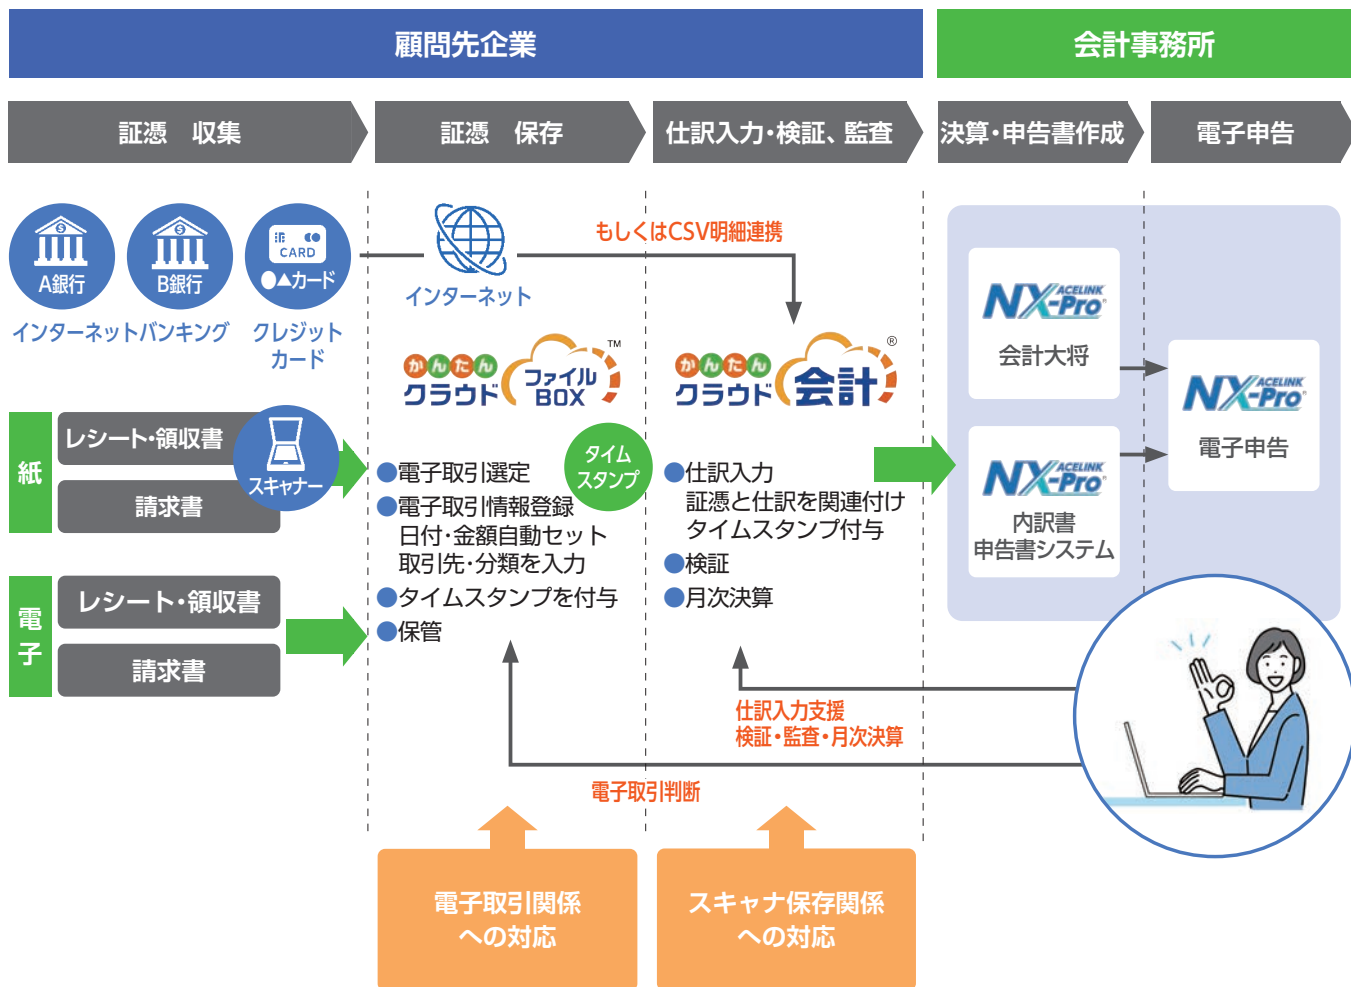 顧問先企業
会計事務所
証憑　収集
証憑　保存
仕訳入力・検証、監査
決算・申告書作成
電子申告
A銀行
B銀行
CARD
●▲カード
インターネットバンキング
クレジット
カード
インターネット
もしくはCSV明細連携
かんたん
クラウド
ファイル
BOX
TM
かんたん
クラウド
会計
®
紙
レシート・領収書
請求書
スキャナー
電子
レシート・領収書
請求書
タイム
スタンプ
●電子取引選定
●電子取引情報登録
日付・金額自動セット
取引先・分類を入力
●タイムスタンプを付与
●保管
●仕訳入力
証憑と仕訳を関連付け
タイムスタンプ付与
●検証
●月次決算
ACELINK
NX-Pro
会計大将
ACELINK
NX-Pro
内訳書
申告書システム
ACELINK
NX-Pro
電子申告
仕訳入力支援
検証・監査・月次決算
電子取引判断
電子取引関係
への対応
スキャナ保存関係
への対応